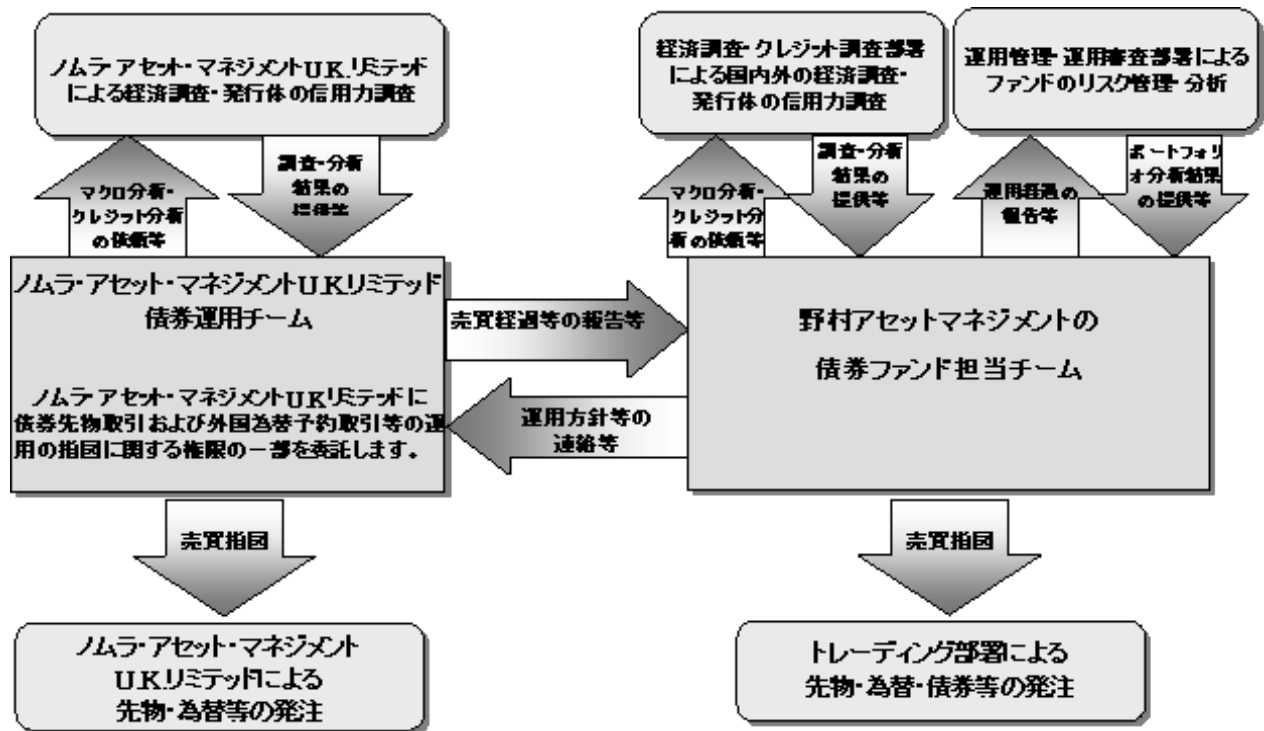 ノムラ・アセット・マネジメントU.K.リミテッド
による経済調査・発行体の信用力調査
経済調査・クレジット調査部署
による国内外の経済調査・
発行体の信用力調査
運用管理・運用審査部署による
ファンドのリスク管理・分析
マクロ分析・
クレジット分析
の依頼等
調査・分析
結果の
提供等
マクロ分析・
クレジット分
析の依頼等
調査・分析
結果の
提供等
運用経過の
報告等
ポートフォリ
オ分析結果
の提供等
ノムラ・アセット・マネジメントU.K.リミテッド
債券運用チーム
ノムラ・アセット・マネジメントU.K.リミテッドに
債券先物取引および外国為替予約取引等の運
用の指図に関する権限の一部を委託します。
売買経過等の報告等
運用方針等の
連絡等
野村アセットマネジメントの
債券ファンド担当チーム
売買指図
売買指図
ノムラ・アセット・マネジメント
U.K.リミテッドによる
先物・為替等の発注
トレーディング部署による
先物・為替・債券等の発注